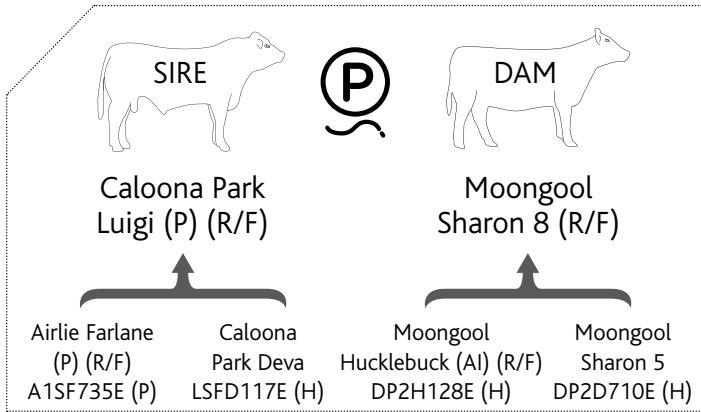 SIRE
P
DAM
Caloona Park
Luigi (P) (R/F)
Moongool
Sharon 8 (R/F)
Airlie Farlane
(P) (R/F)
A1SF735E (P)
Caloona
Park Deva
LSFD117E (H)
Moongool
Hucklebuck (AI) (R/F)
DP2H128E (H)
Moongool
Sharon 5
DP2D710E (H)